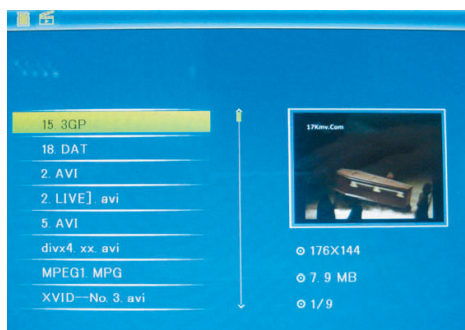 15. 3GP
18. DAT
2. AVI
2. LIVE]. avi
5. AVI
divx4. xx. avi
MPEG1. MPG
XVID--No. 3. avi
17Kmv.Com
176X144
7. 9 MB
1/9